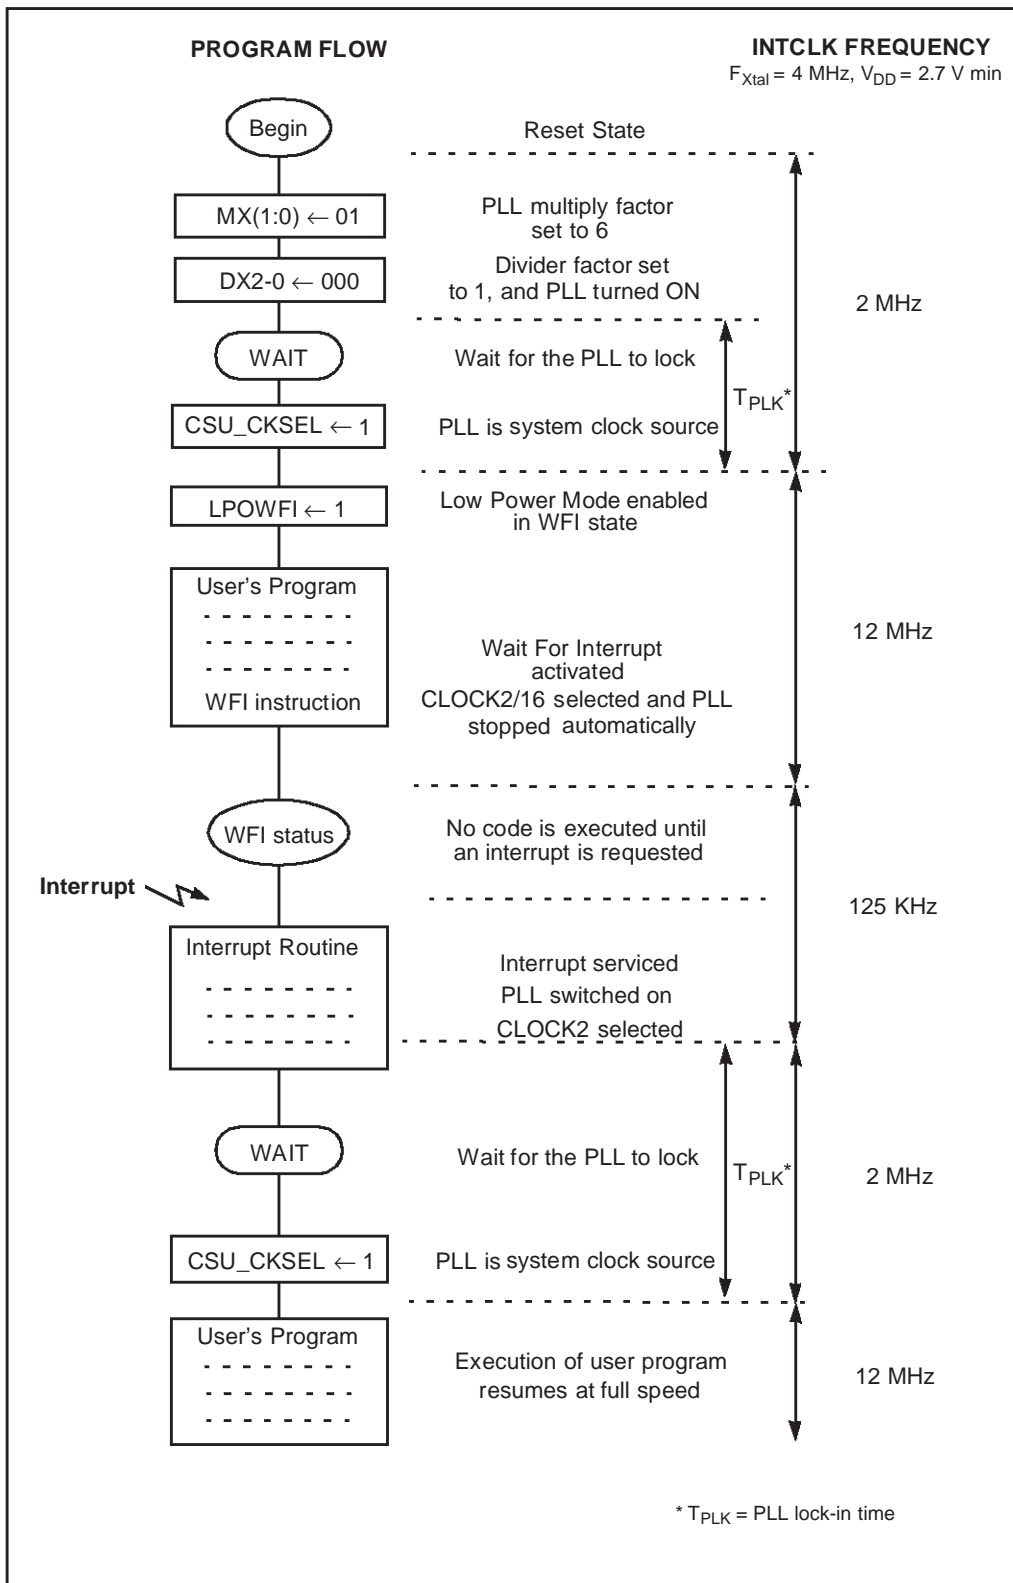 PROGRAM FLOW
INTCLK FREQUENCY
FXtal = 4 MHz, VDD = 2.7 V min
Begin
Reset State
MX(1:0) ← 01
PLL multiply factor
set to 6
DX2-0 ← 000
Divider factor set
to 1, and PLL turned ON
2 MHz
WAIT
Wait for the PLL to lock
TPLK*
CSU_CKSEL ← 1
PLL is system clock source
LPOWFI ← 1
Low Power Mode enabled
in WFI state
User's Program
WFI instruction
Wait For Interrupt
activated
CLOCK2/16 selected and PLL
stopped automatically
12 MHz
WFI status
No code is executed until
an interrupt is requested
Interrupt
125 KHz
Interrupt Routine
Interrupt serviced
PLL switched on
CLOCK2 selected
WAIT
Wait for the PLL to lock
TPLK*
2 MHz
CSU_CKSEL ← 1
PLL is system clock source
User's Program
Execution of user program
resumes at full speed
12 MHz
* TPLK = PLL lock-in time